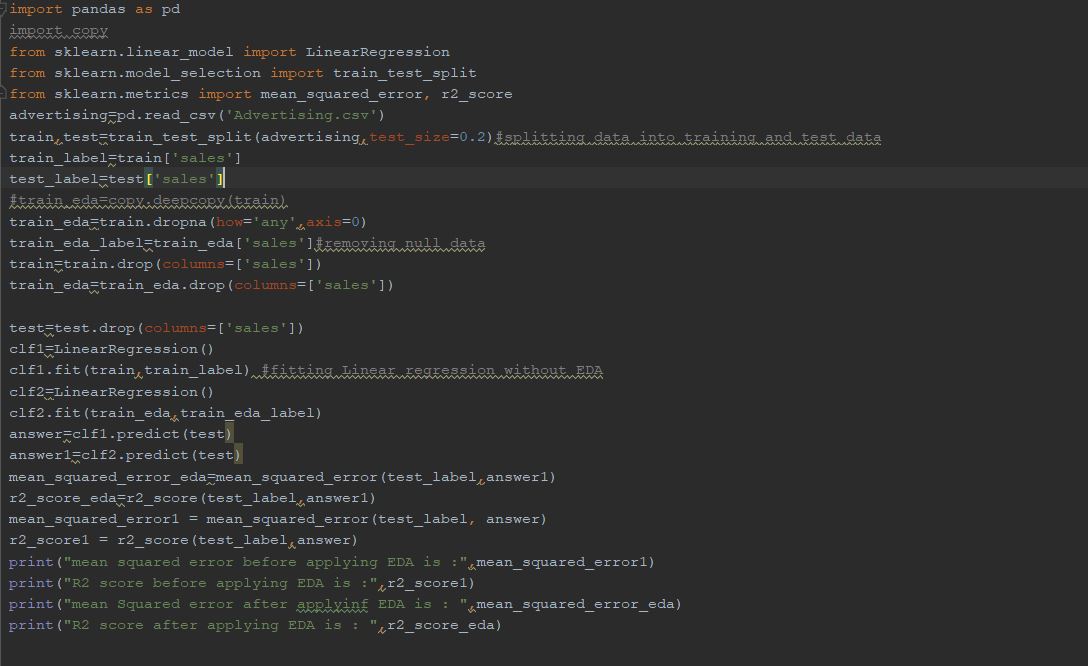 import pandas as pd
import copy
from sklearn.linear_model import LinearRegression
from sklearn.model_selection import train_test_split
from sklearn.metrics import mean_squared_error, r2_score
advertising=pd.read_csv('Advertising.csv')
train,test=train_test_split(advertising,test_size=0.2)#splitting data into training and test data
train_label=train['sales']
test_label=test['sales']
#train_eda=copy.deepcopy(train)
train_eda=train.dropna(how='any',axis=0)
train_eda_label=train_eda['sales']#removing null data
train=train.drop(columns=['sales'])
train_eda=train_eda.drop(columns=['sales'])
test=test.drop(columns=['sales'])
clf1=LinearRegression()
clf1.fit(train,train_label) #fitting Linear regression without EDA
clf2=LinearRegression()
clf2.fit(train_eda,train_eda_label)
answer=clf1.predict(test)
answer1=clf2.predict(test)
mean_squared_error_eda=mean_squared_error(test_label,answer1)
r2_score_eda=r2_score(test_label,answer1)
mean_squared_error1 = mean_squared_error(test_label, answer)
r2_score1 = r2_score(test_label,answer)
print("mean squared error before applying EDA is :",mean_squared_error1)
print("R2 score before applying EDA is :",r2_score1)
print("mean Squared error after applyinf EDA is : ",mean_squared_error_eda)
print("R2 score after applying EDA is : ",r2_score_eda)